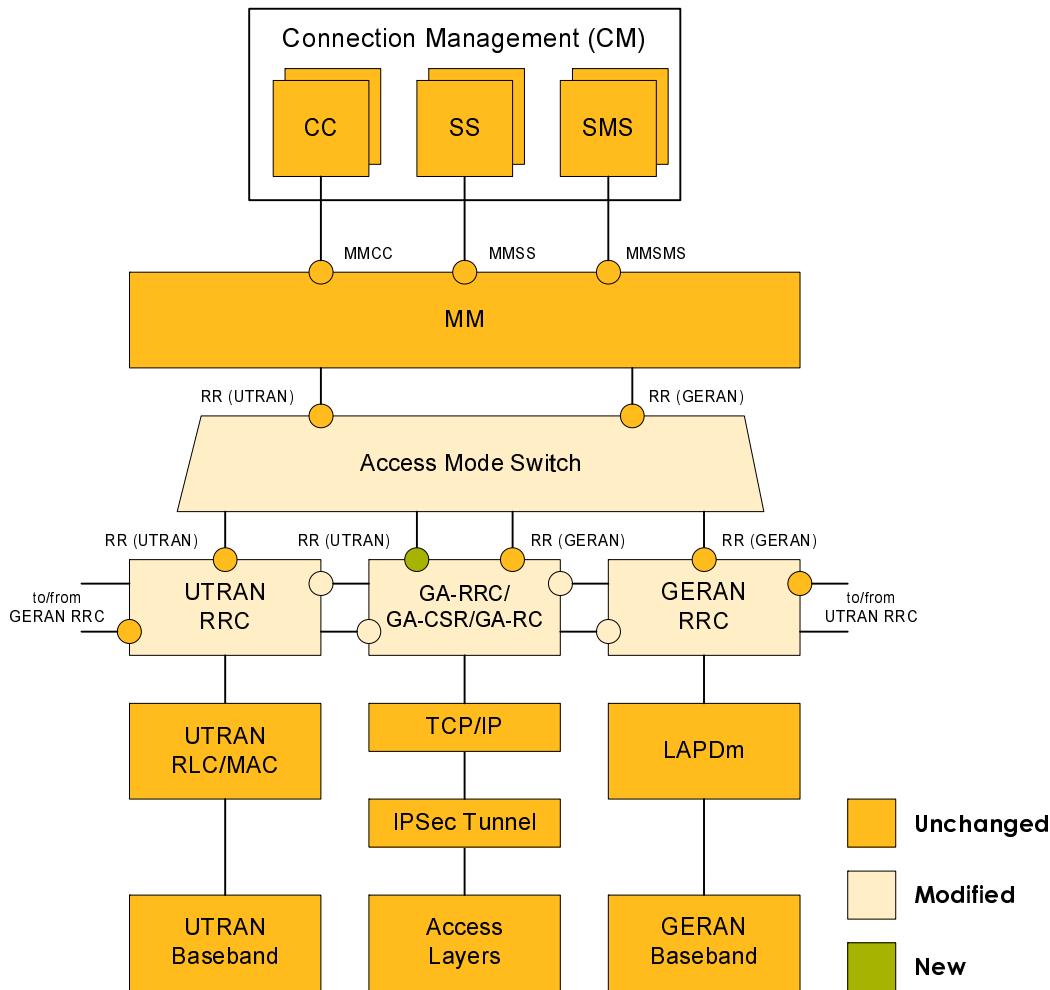 Connection Management (CM)
CC
SS
SMS
MMCC
MMSS
MMSMS
MM
RR (UTRAN)
RR (GERAN)
Access Mode Switch
RR (UTRAN)
RR (UTRAN)
RR (GERAN)
RR (GERAN)
to/from
GERAN RRC
UTRAN
RRC
GA-RRC/
GA-CSR/GA-RC
GERAN
RRC
to/from
UTRAN RRC
UTRAN
RLC/MAC
TCP/IP
LAPDm
IPSec Tunnel
UTRAN
Baseband
Access
Layers
GERAN
Baseband
Unchanged
Modified
New